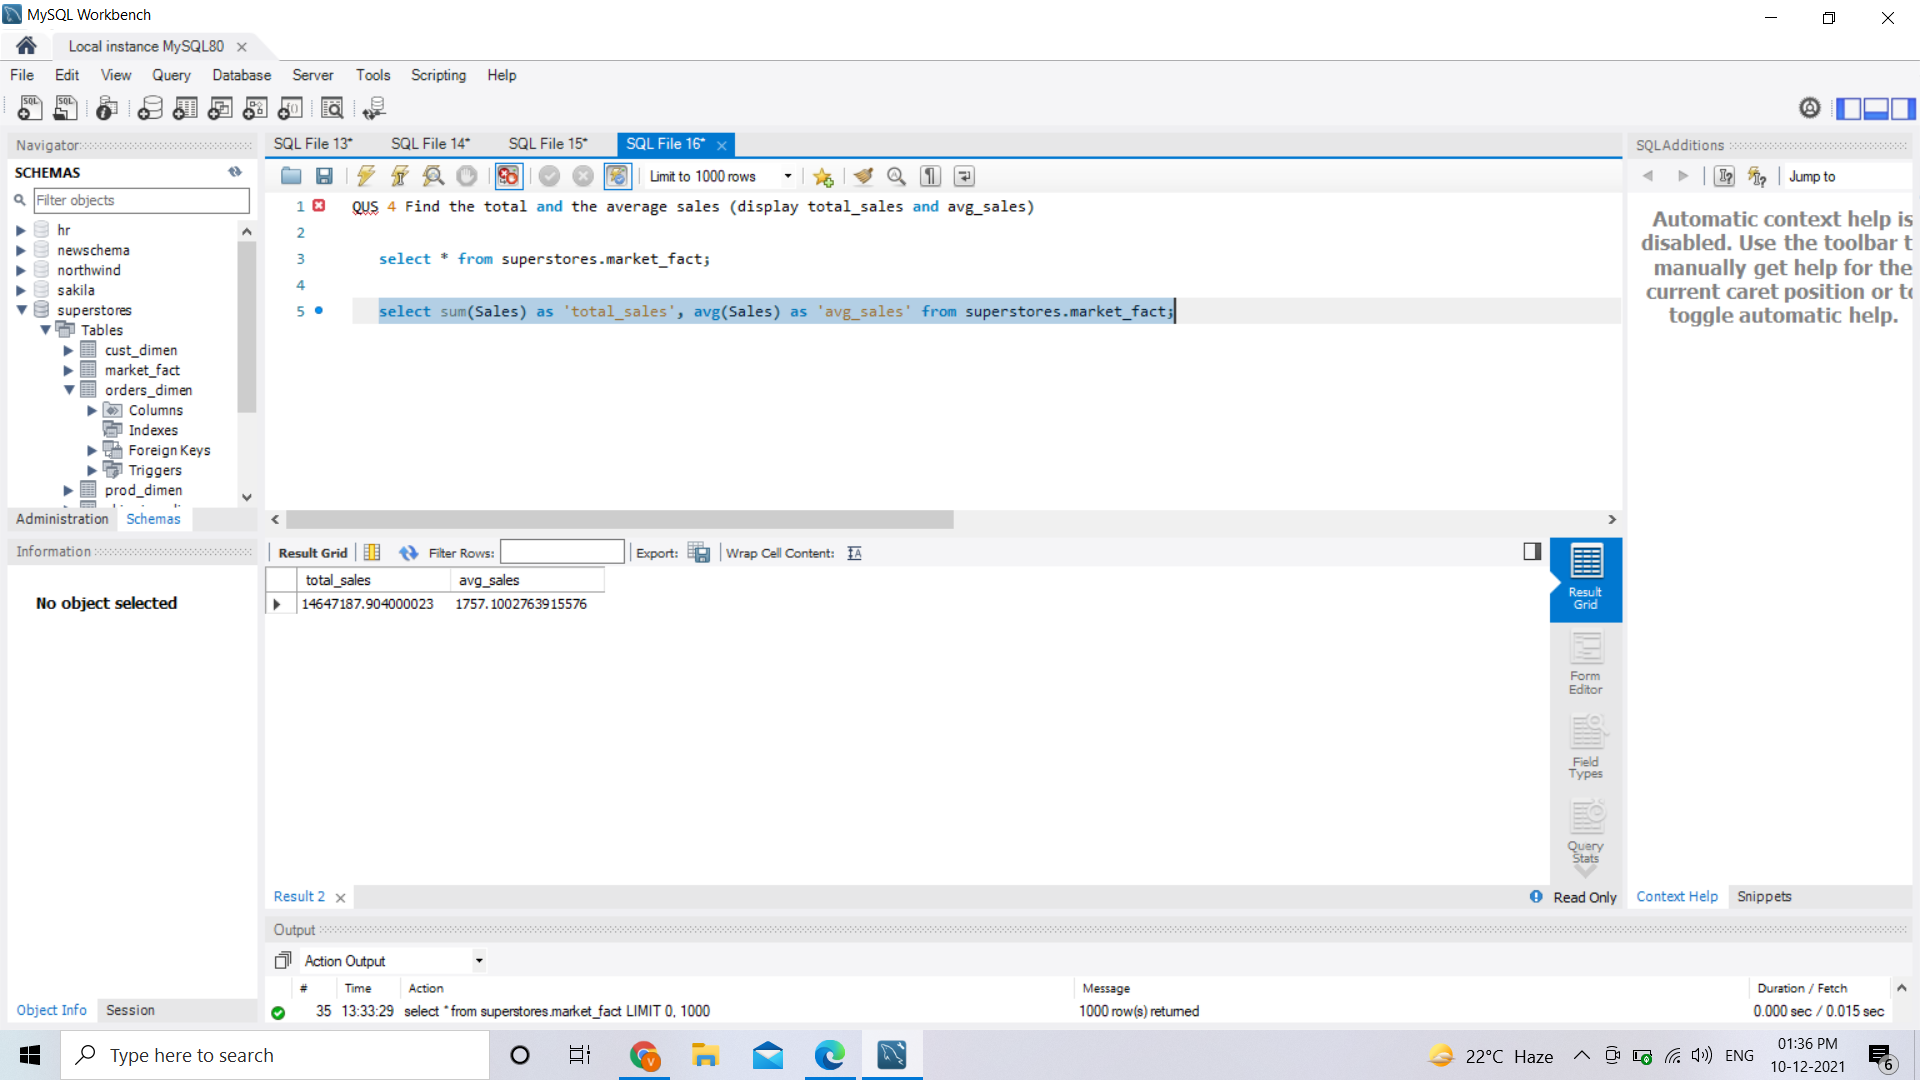 MySQL Workbench
Local instance MySQL80
File Edit View Query Database Server Tools Scripting Help
Navigator
SCHEMAS
Filter objects
hr
newschema
northwind
sakila
superstores
Tables
cust_dimen
market_fact
orders_dimen
Columns
Indexes
Foreign Keys
Triggers
prod_dimen
Administration Schemas
Information
No object selected
Object Info Session
SQL File 13* SQL File 14* SQL File 15* SQL File 16*
Limit to 1000 rows
1 QUS 4 Find the total and the average sales (display total_sales and avg_sales)
2
3 select * from superstores.market_fact;
4
5 select sum(Sales) as 'total_sales', avg(Sales) as 'avg_sales' from superstores.market_fact;
Result Grid Filter Rows: Export: Wrap Cell Content:
total_sales avg_sales
14647187.904000023 1757.1002763915576
Result Grid
Form Editor
Field Types
Query Stats
Result 2
Read Only
SQLAdditions
Jump to
Automatic context help is
disabled. Use the toolbar t
manually get help for the
current caret position or to
toggle automatic help.
Context Help Snippets
Output
Action Output
# Time Action Message Duration / Fetch
35 13:33:29 select * from superstores.market_fact LIMIT 0, 1000 1000 row(s) returned 0.000 sec / 0.015 sec
Type here to search
22°C Haze
ENG
01:36 PM
10-12-2021
6